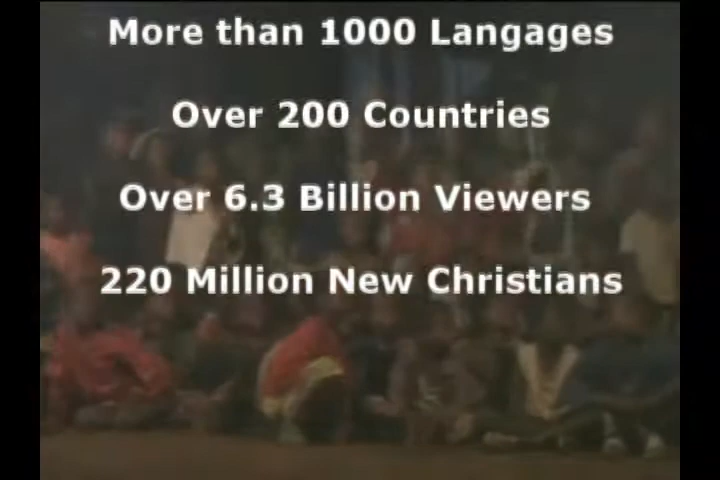 More than 1000 Langages
Over 200 Countries
Over 6.3 Billion Viewers
220 Million New Christians